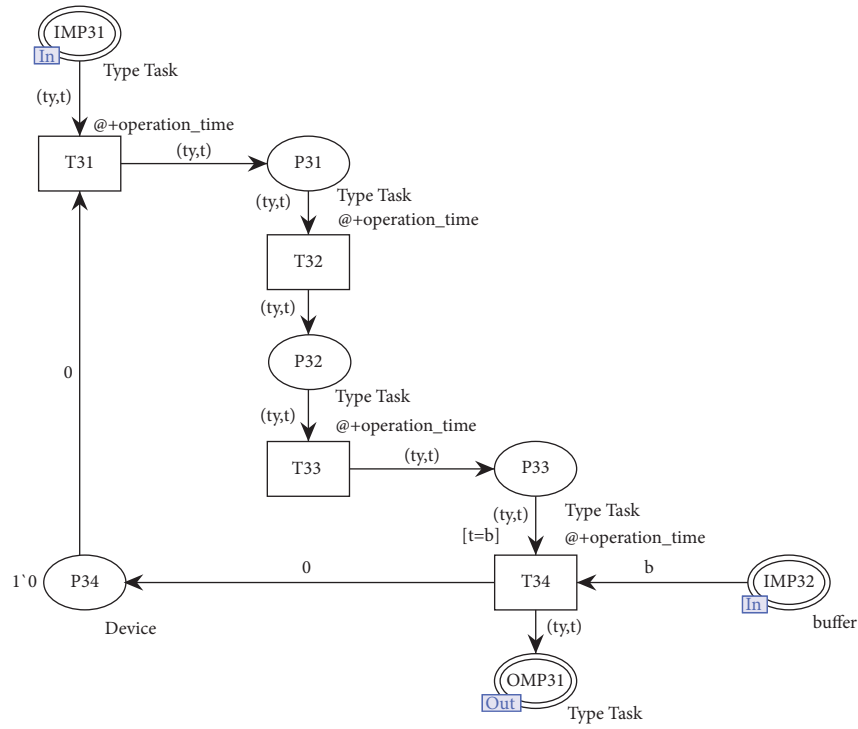 IMP31
In
Type Task
(ty,t)
@+operation_time
T31
(ty,t)
P31
(ty,t)
Type Task
@+operation_time
T32
(ty,t)
0
P32
Type Task
(ty,t)
@+operation_time
T33
(ty,t)
P33
(ty,t)
Type Task
[t=b]
@+operation_time
1`0
P34
0
T34
b
IMP32
In
Device
buffer
(ty,t)
OMP31
Out
Type Task